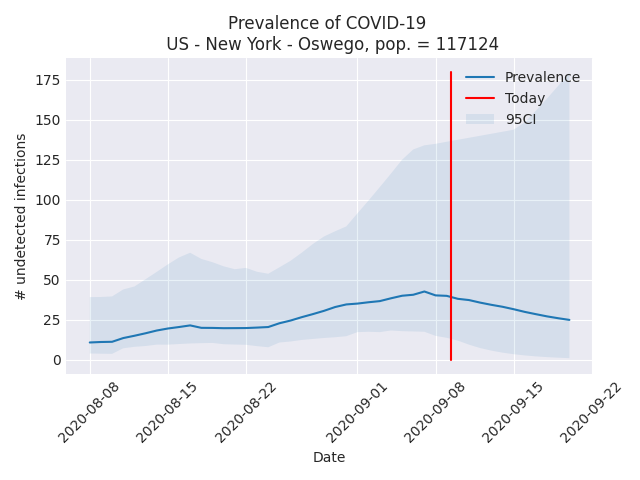 Prevalence of COVID-19
US - New York - Oswego, pop. = 117124
Prevalence
Today
95CI
# undetected infections
175
150
125
100
75
50
25
0
2020-08-08
2020-08-15
2020-08-22
2020-09-01
2020-09-08
2020-09-15
2020-09-22
Date